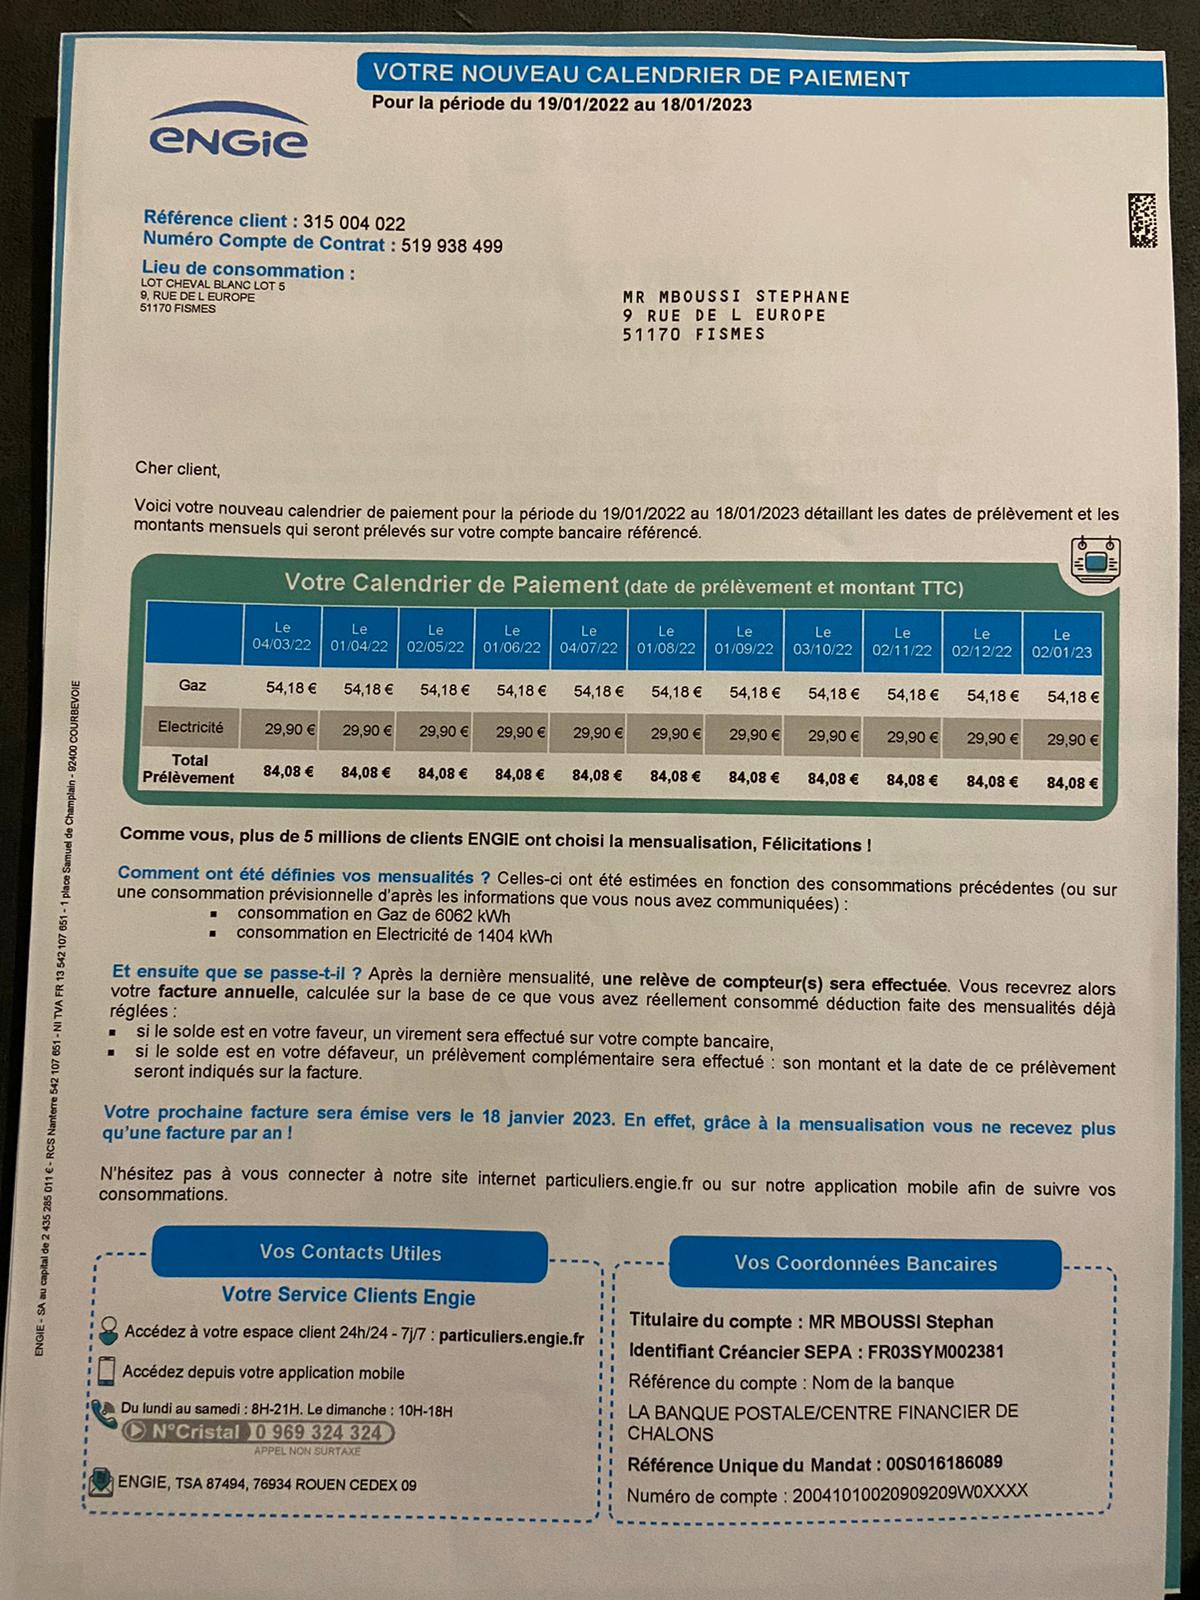 VOTRE NOUVEAU CALENDRIER DE PAIEMENT
Pour la période du 19/01/2022 au 18/01/2023
ENGIE
Référence client : 315 004 022
Numéro Compte de Contrat : 519 938 499
Lieu de consommation :
LOT CHEVAL BLANC LOT 5
9, RUE DE L EUROPE
51170 FISMES
MR MBOUSSI STEPHANE
9 RUE DE L EUROPE
51170 FISMES
Cher client,
Voici votre nouveau calendrier de paiement pour la période du 19/01/2022 au 18/01/2023 détaillant les dates de prélèvement et les
montants mensuels qui seront prélevés sur votre compte bancaire référencé.
Votre Calendrier de Paiement (date de prélèvement et montant TTC)
Le Le Le Le Le Le Le Le Le Le Le
04/03/22 01/04/22 02/05/22 01/06/22 04/07/22 01/08/22 01/09/22 03/10/22 02/11/22 02/12/22 02/01/23
Gaz 54,18 € 54,18 € 54,18 € 54,18 € 54,18 € 54,18 € 54,18 € 54,18 € 54,18 € 54,18 € 54,18 €
Electricité 29,90 € 29,90 € 29,90 € 29,90 € 29,90 € 29,90 € 29,90 € 29,90 € 29,90 € 29,90 € 29,90 €
Total
Prélèvement 84,08 € 84,08 € 84,08 € 84,08 € 84,08 € 84,08 € 84,08 € 84,08 € 84,08 € 84,08 € 84,08 €
Comme vous, plus de 5 millions de clients ENGIE ont choisi la mensualisation, Félicitations !
Comment ont été définies vos mensualités ? Celles-ci ont été estimées en fonction des consommations précédentes (ou sur
une consommation prévisionnelle d'après les informations que vous nous avez communiquées) :
▪ consommation en Gaz de 6062 kWh
▪ consommation en Electricité de 1404 kWh
Et ensuite que se passe-t-il ? Après la dernière mensualité, une relève de compteur(s) sera effectuée. Vous recevrez alors
votre facture annuelle, calculée sur la base de ce que vous avez réellement consommé déduction faite des mensualités déjà
réglées :
▪ si le solde est en votre faveur, un virement sera effectué sur votre compte bancaire,
▪ si le solde est en votre défaveur, un prélèvement complémentaire sera effectué : son montant et la date de ce prélèvement
seront indiqués sur la facture.
Votre prochaine facture sera émise vers le 18 janvier 2023. En effet, grâce à la mensualisation vous ne recevez plus
qu'une facture par an !
N'hésitez pas à vous connecter à notre site internet particuliers.engie.fr ou sur notre application mobile afin de suivre vos
consommations.
Vos Contacts Utiles
Votre Service Clients Engie
Accédez à votre espace client 24h/24 - 7j/7 : particuliers.engie.fr
Accédez depuis votre application mobile
Du lundi au samedi : 8H-21H. Le dimanche : 10H-18H
N°Cristal 0 969 324 324
APPEL NON SURTAXÉ
ENGIE, TSA 87494, 76934 ROUEN CEDEX 09
Vos Coordonnées Bancaires
Titulaire du compte : MR MBOUSSI Stephan
Identifiant Créancier SEPA : FR03SYM002381
Référence du compte : Nom de la banque
LA BANQUE POSTALE/CENTRE FINANCIER DE
CHALONS
Référence Unique du Mandat : 00S016186089
Numéro de compte : 20041010020909209W0XXXX
ENGIE - SA au capital de 2 435 285 011 € - RCS Nanterre 542 107 651 - NI TVA FR 13 542 107 651 - 1 place Samuel de Champlain - 92400 COURBEVOIE